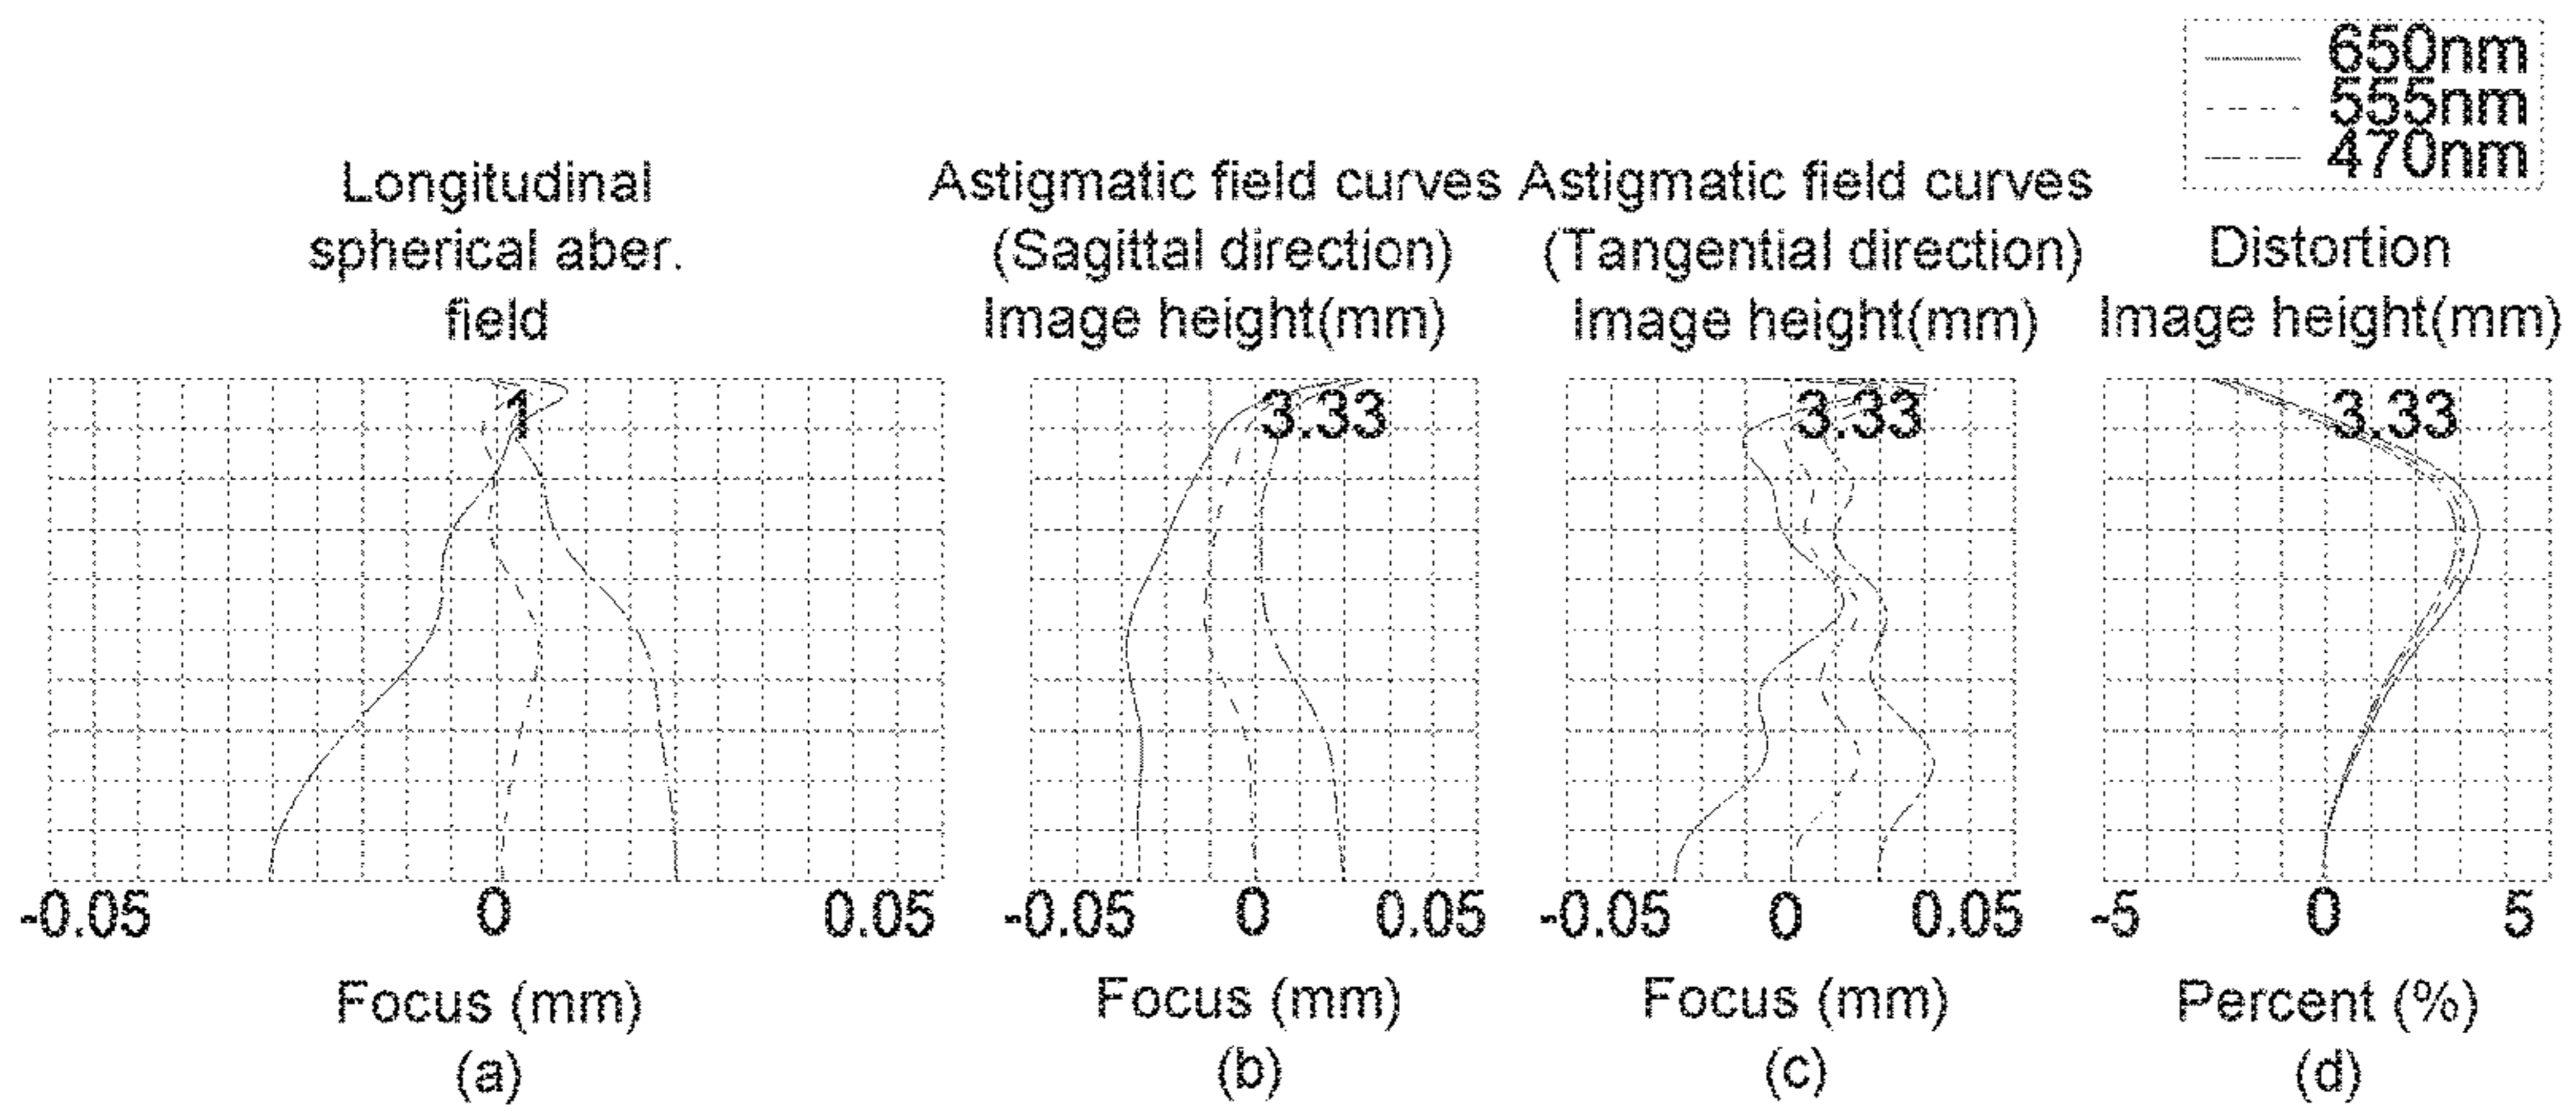 650nm
555nm
470nm
Longitudinal
spherical aber.
field
Astigmatic field curves
(Sagittal direction)
Image height(mm)
Astigmatic field curves
(Tangential direction)
Image height(mm)
Distortion
Image height(mm)
1
3.33
3.33
3.33
-0.05 0 0.05
-0.05 0 0.05
-0.05 0 0.05
-5 0 5
Focus (mm)
Focus (mm)
Focus (mm)
Percent (%)
(a)
(b)
(c)
(d)